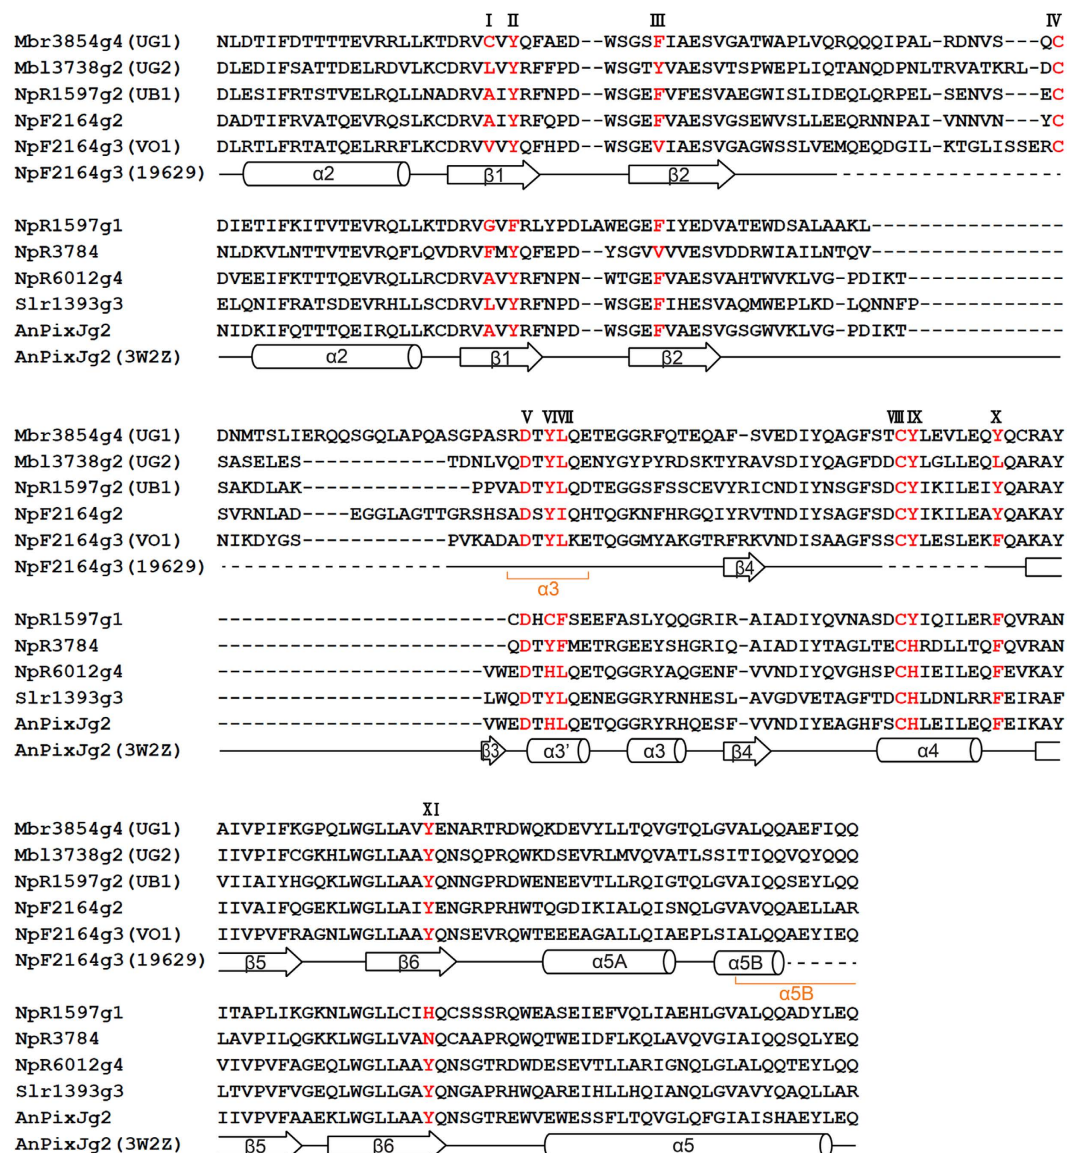 I II III IV
Mbr3854g4(UG1) NLDTIFDTTTTEVRRLLKTDRVCVYQFAED--WSGSFIAESVGATWAPLVQRQQQIPAL-RDNVS---QC
Mbl3738g2(UG2) DLEDIFSATTDELRDVLKCDRVLVYRFFPD--WSGTYVAESVTSPWEPLIQTANQDPNLTRVATKRL-DC
NpR1597g2(UB1) DLESIFRTSTVELRQLLNADRVAIYRFNPD--WSGEFVFESVAEGWISLIDEQLQRPEL-SENVS---EC
NpF2164g2 DADTIFRVATQEVRQSLKCDRVAIYRFQPD--WSGEFVAESVGSEWVSLLEERQNNPAI-VNNVN---YC
NpF2164g3(VO1) DLRTLFRTATQELRRFLKCDRVVVYQFHPD--WSGEVIAESVGAGWSSLVEMQEQDGIL-KTGLISSERC
NpF2164g3(19629) α2 β1 β2
NpR1597g1 DIETIFKITVTEVRQLLKTDRVGVFRLYPDLAWEGEFIYEDVATEWDSALAAKL----------------
NpR3784 NLDKVLNTTVTEVRQFLQVDRVFMYQFEPD--YSGVVVVESVDDRWIAILNTQV----------------
NpR6012g4 DVEEIFKTTTQEVRQLLRCDRVAVYRFNPN--WTGEFVAESVAHTWVKLVG-PDIKT-------------
Slr1393g3 ELQNIFRATSDEVRHLLSCDRVLVYRFNPD--WSGEFIHESVAQMWEPLKD-LQNNFP------------
AnPixJg2 NIDKIFQTTTQEIRQLLKCDRVAVYRFNPD--WSGEFVAESVGSGWVKLVG-PDIKT-------------
AnPixJg2(3W2Z) α2 β1 β2
V VI VII VIII IX X
Mbr3854g4(UG1) DNMTSLIERQQSGQLAPQASGPASRDTYLQETEGGRFQTEQAF-SVEDIYQAGFSTCYLEVLEQYQCRAY
Mbl3738g2(UG2) SASELES------------TDNLVQDTYLQENYGYPYRDSKTYRAVSDIYQAGFDDCYLGLLEQLQARAY
NpR1597g2(UB1) SAKDLAK--------------PPVADTYLQDTEGGSFSSCEVYRICNDIYNSGFSDCYIKILEIYQARAY
NpF2164g2 SVRNLAD----EGGLAGTTGRSHSADSYIQHTQGKNFHRGQIYRVTNDIYSAGFSDCYIKILEAYQAKAY
NpF2164g3(VO1) NIKDYGS------------PVKADADTYLKETQGGMYAKGTRFRKVNDISAAGFSSCYLESLEKFQAKAY
NpF2164g3(19629) α3 β4
NpR1597g1 ------------------------CDHCFSEEFASLYQQGRIR-AIADIYQVNASDCYIQILERFQVRAN
NpR3784 ------------------------QDTYFMETRGEEYSHGRIQ-AIADIYTAGLTECHRDLLTQFQVRAN
NpR6012g4 ----------------------VWEDTHLQETQGGRYAQGENF-VVNDIYQVGHSPCHIEILEQFEVKAY
Slr1393g3 ----------------------LWQDTYLQENEGGRYRNHESL-AVGDVETAGFTDCHLDNLRRFEIRAF
AnPixJg2 ----------------------VWEDTHLQETQGGRYRHQESF-VVNDIYEAGHFSCHLEILEQFEIKAY
AnPixJg2(3W2Z) β3 α3’ α3 β4 α4
XI
Mbr3854g4(UG1) AIVPIFKGPQLWGLLAVYENARTRDWQKDEVYLLTQVGTQLGVALQQAEFIQQ
Mbl3738g2(UG2) IIVPIFCGKHLWGLLAAYQNSQPRQWKDSEVRLMVQVATLSSITIQQVQYQQQ
NpR1597g2(UB1) VIIAIYHGQKLWGLLAAYQNNGPRDWENEEVTLLRQIGTQLGVAIQQSEYLQQ
NpF2164g2 IIVAIFQGEKLWGLLAIYENGRPRHWTQGDIKIALQISNQLGVAVQQAELLAR
NpF2164g3(VO1) IIVPVFRAGNLWGLLAAYQNSEVRQWTEEEAGALLQIAEPLSIALQQAEYIEQ
NpF2164g3(19629) β5 β6 α5A α5B
α5B
NpR1597g1 ITAPLIKGKNLWGLLCIHQCSSSRQWEASEIEFVQLIAEHLGVALQQADYLEQ
NpR3784 LAVPILQGKKLWGLLVANQCAAPRQWQTWEIDFLKQLAVQVGIAIQQSQLYEQ
NpR6012g4 VIVPVFAGEQLWGLLAAYQNSGTRDWDESEVTLLARIGNQLGLALQQTEYLQQ
Slr1393g3 LTVPVFVGEQLWGLLGAYQNGAPRHWQAREIHLLHQIANQLGVAVYQAQLLAR
AnPixJg2 IIVPVFAAEKLWGLLAAYQNSGTREWVEWESSFLTQVGLQFGIAISHAEYLEQ
AnPixJg2(3W2Z) β5 β6 α5